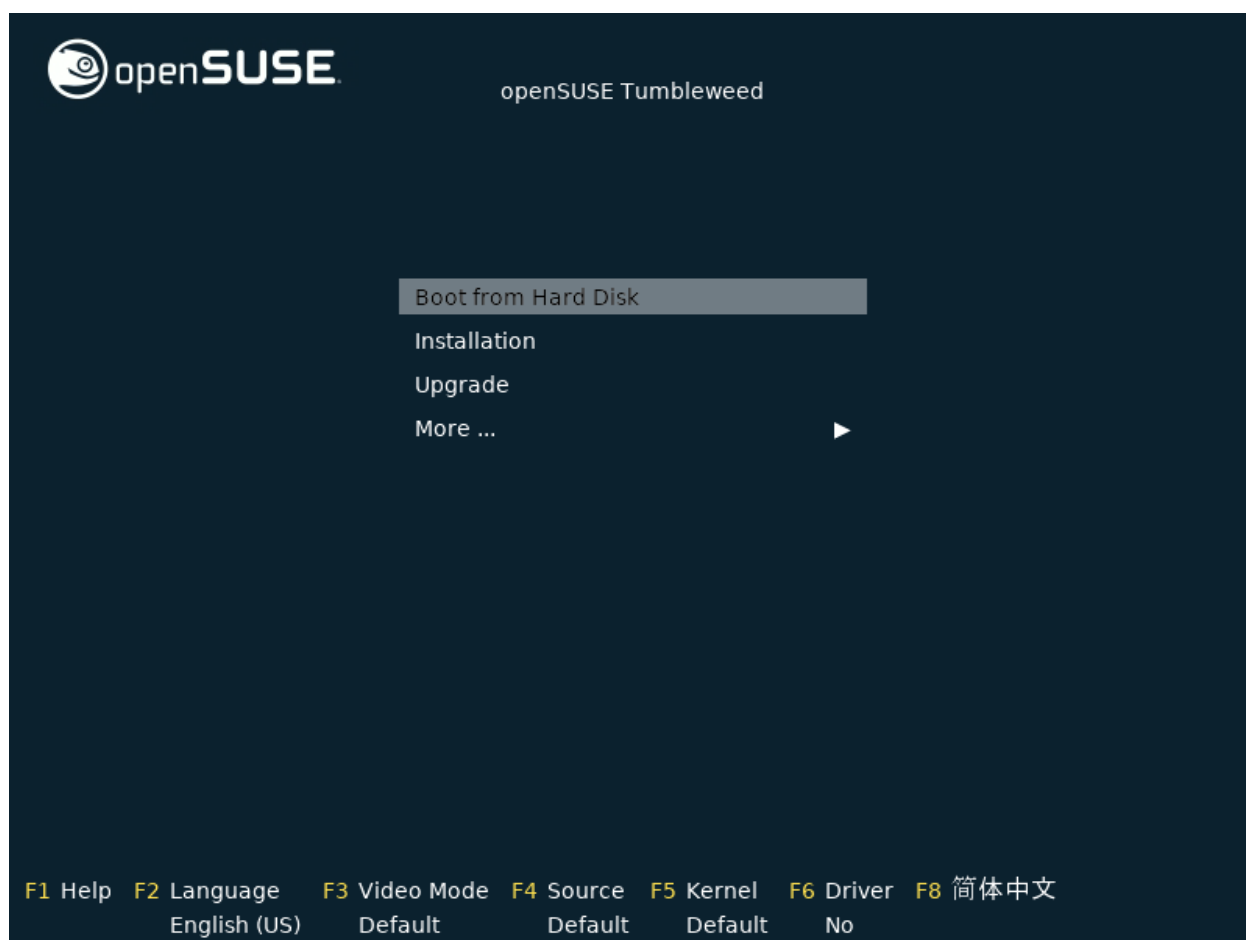 openSUSE.
openSUSE Tumbleweed
Boot from Hard Disk
Installation
Upgrade
More ...
F1 Help F2 Language F3 Video Mode F4 Source F5 Kernel F6 Driver F8 简体中文
English (US) Default Default Default No